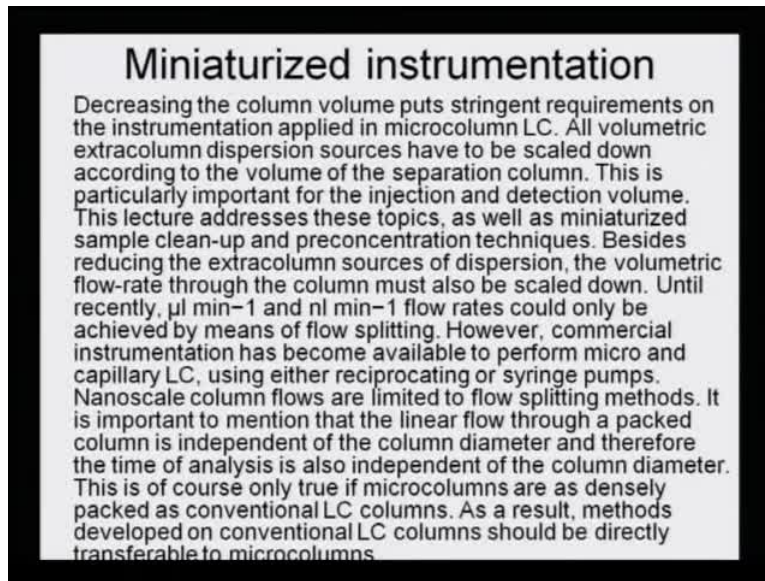 Miniaturized instrumentation
Decreasing the column volume puts stringent requirements on
the instrumentation applied in microcolumn LC. All volumetric
extracolumn dispersion sources have to be scaled down
according to the volume of the separation column. This is
particularly important for the injection and detection volume.
This lecture addresses these topics, as well as miniaturized
sample clean-up and preconcentration techniques. Besides
reducing the extracolumn sources of dispersion, the volumetric
flow-rate through the column must also be scaled down. Until
recently, µl min−1 and nl min−1 flow rates could only be
achieved by means of flow splitting. However, commercial
instrumentation has become available to perform micro and
capillary LC, using either reciprocating or syringe pumps.
Nanoscale column flows are limited to flow splitting methods. It
is important to mention that the linear flow through a packed
column is independent of the column diameter and therefore
the time of analysis is also independent of the column diameter.
This is of course only true if microcolumns are as densely
packed as conventional LC columns. As a result, methods
developed on conventional LC columns should be directly
transferable to microcolumns